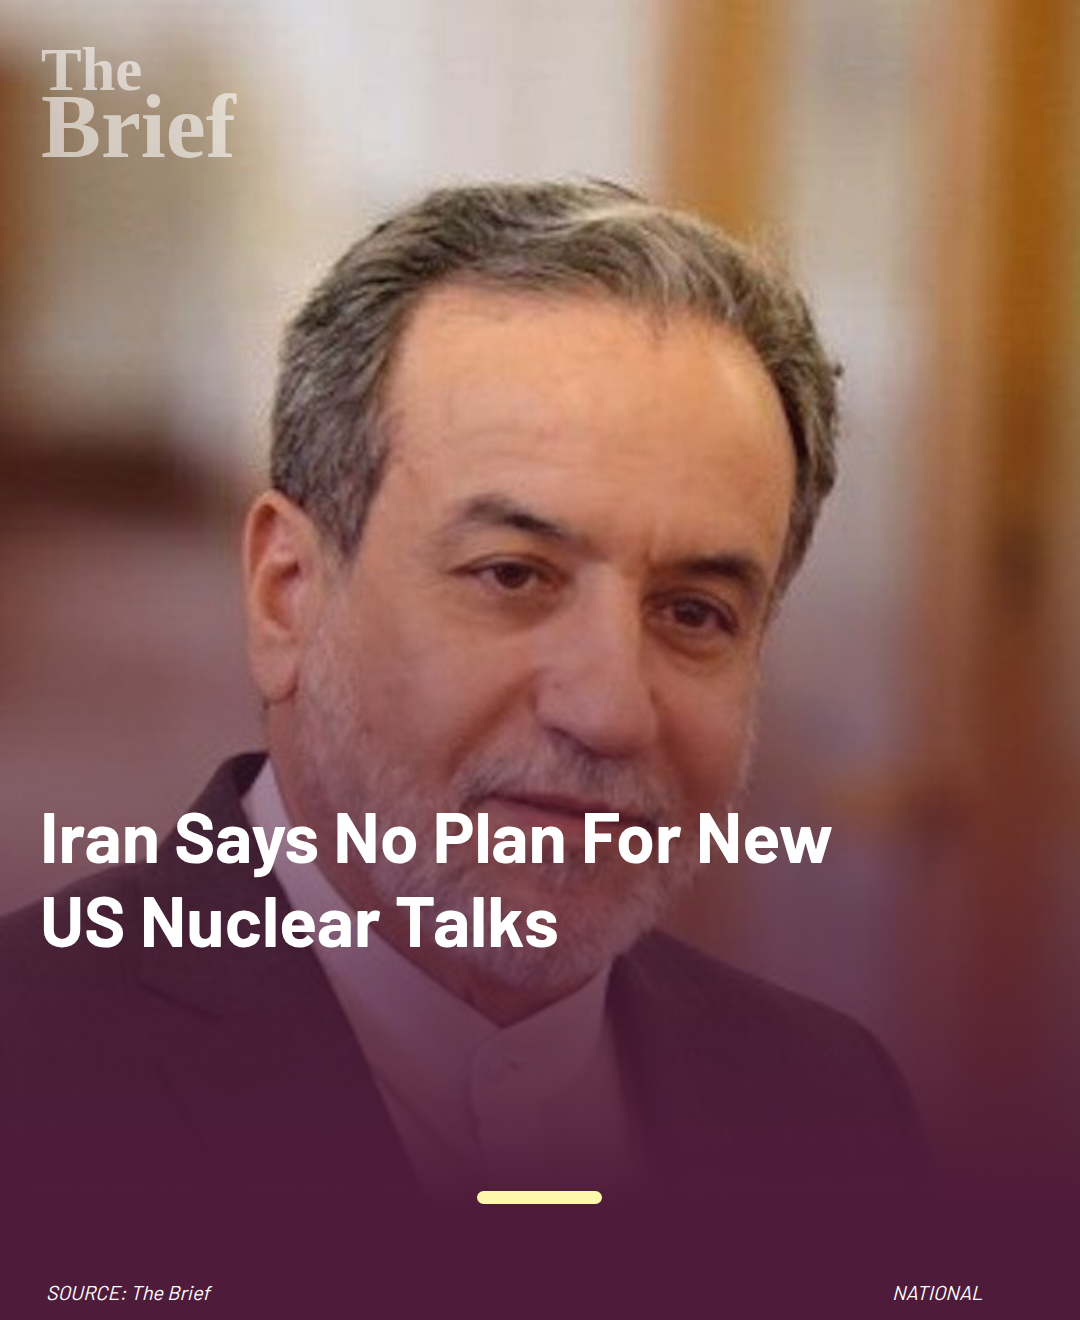 The
Brief
Iran Says No Plan For New
US Nuclear Talks
SOURCE: The Brief
NATIONAL